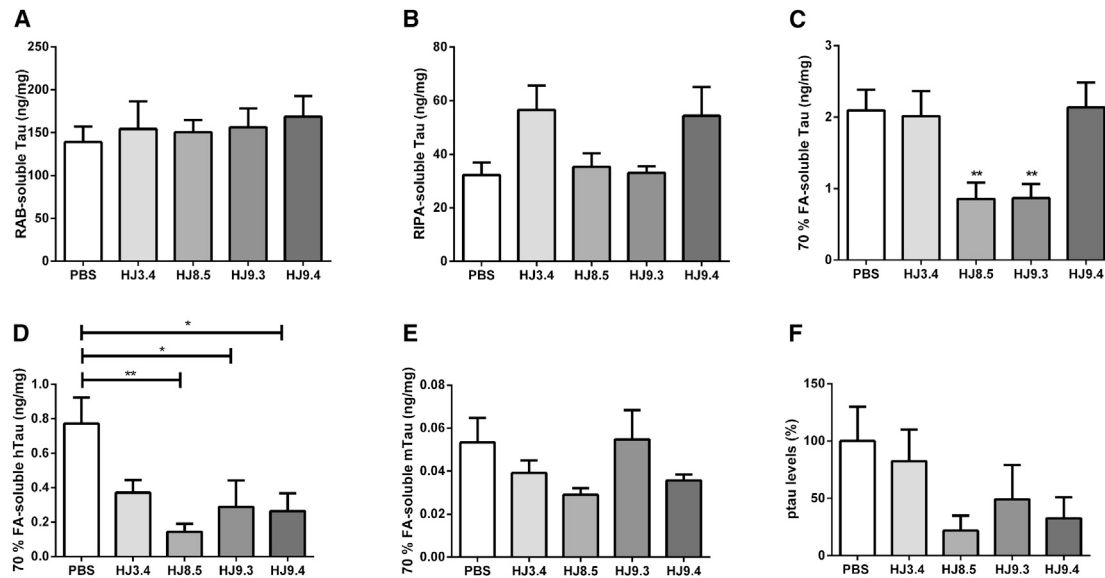 A
RAB-soluble Tau (ng/mg)
250
200
150
100
50
0
PBS HJ3.4 HJ8.5 HJ9.3 HJ9.4
B
RIPA-soluble Tau (ng/mg)
80
60
40
20
0
PBS HJ3.4 HJ8.5 HJ9.3 HJ9.4
C
70 % FA-soluble Tau (ng/mg)
3
2
1
0
** **
PBS HJ3.4 HJ8.5 HJ9.3 HJ9.4
D
*
*
**
70 % FA-soluble hTau (ng/mg)
1.0
0.8
0.6
0.4
0.2
0.0
PBS HJ3.4 HJ8.5 HJ9.3 HJ9.4
E
70 % FA-soluble mTau (ng/mg)
0.08
0.06
0.04
0.02
0.00
PBS HJ3.4 HJ8.5 HJ9.3 HJ9.4
F
ptau levels (%)
150
100
50
0
PBS HJ3.4 HJ8.5 HJ9.3 HJ9.4